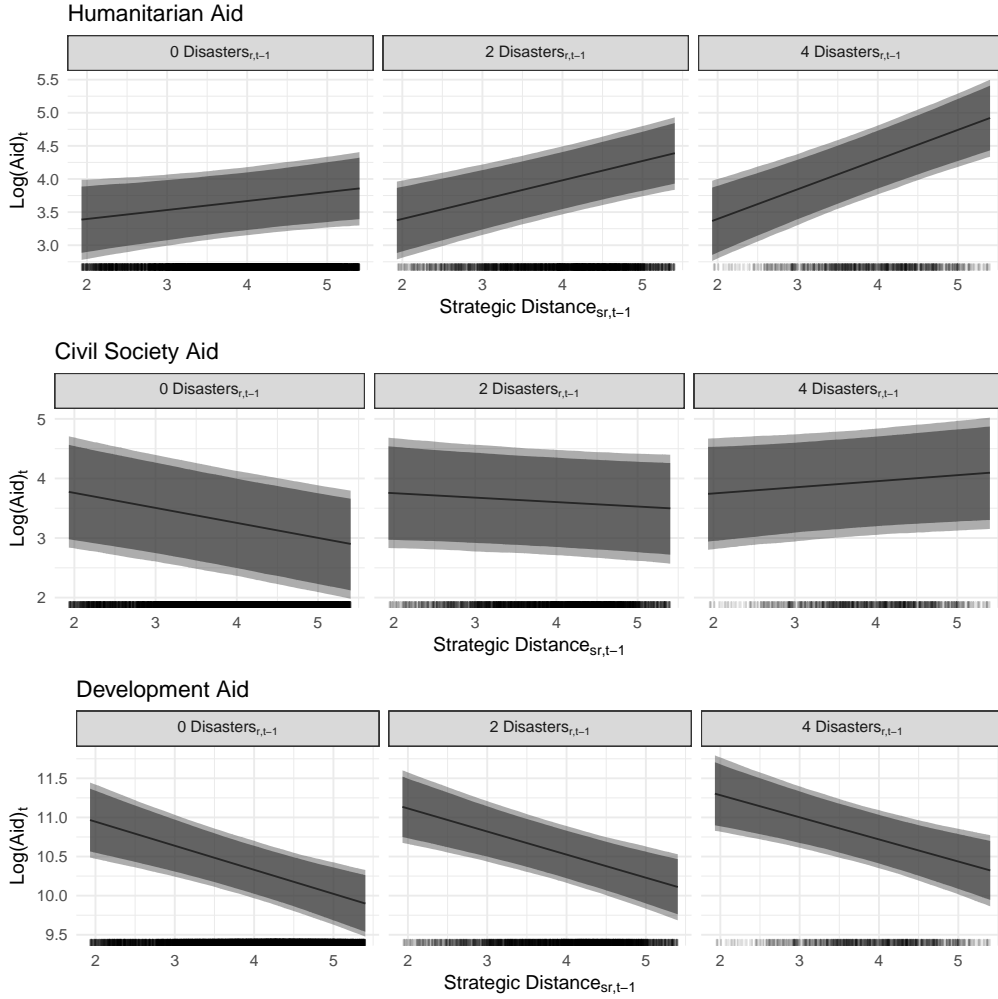 Humanitarian Aid
0 Disasters_r,t−1 2 Disasters_r,t−1 4 Disasters_r,t−1
5.5
5.0
4.5
4.0
3.5
3.0
Log(Aid)_t
2 3 4 5 2 3 4 5 2 3 4 5
Strategic Distance_sr,t−1
Civil Society Aid
0 Disasters_r,t−1 2 Disasters_r,t−1 4 Disasters_r,t−1
5
4
3
2
Log(Aid)_t
2 3 4 5 2 3 4 5 2 3 4 5
Strategic Distance_sr,t−1
Development Aid
0 Disasters_r,t−1 2 Disasters_r,t−1 4 Disasters_r,t−1
11.5
11.0
10.5
10.0
9.5
Log(Aid)_t
2 3 4 5 2 3 4 5 2 3 4 5
Strategic Distance_sr,t−1